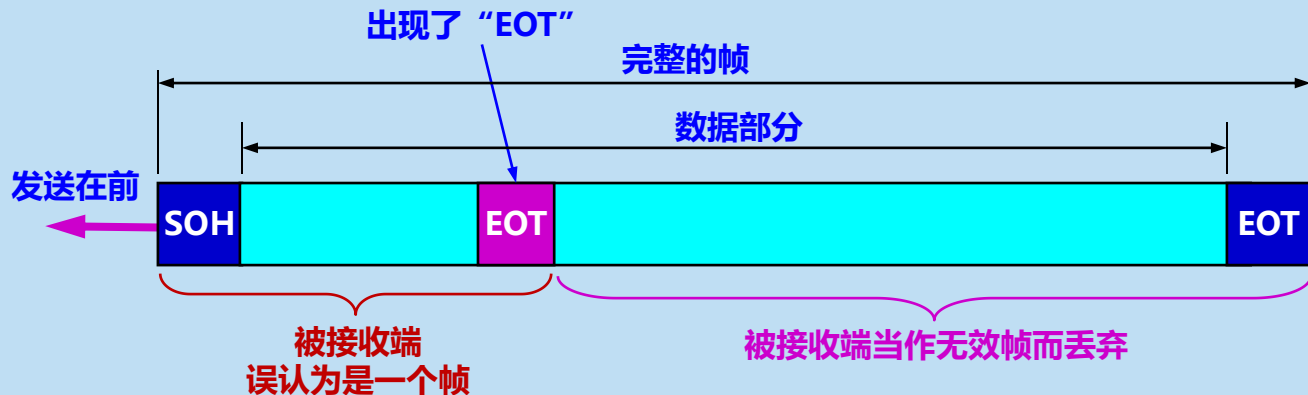 出现了“EOT”
完整的帧
数据部分
发送在前
SOH
EOT
EOT
被接收端
误认为是一个帧
被接收端当作无效帧而丢弃